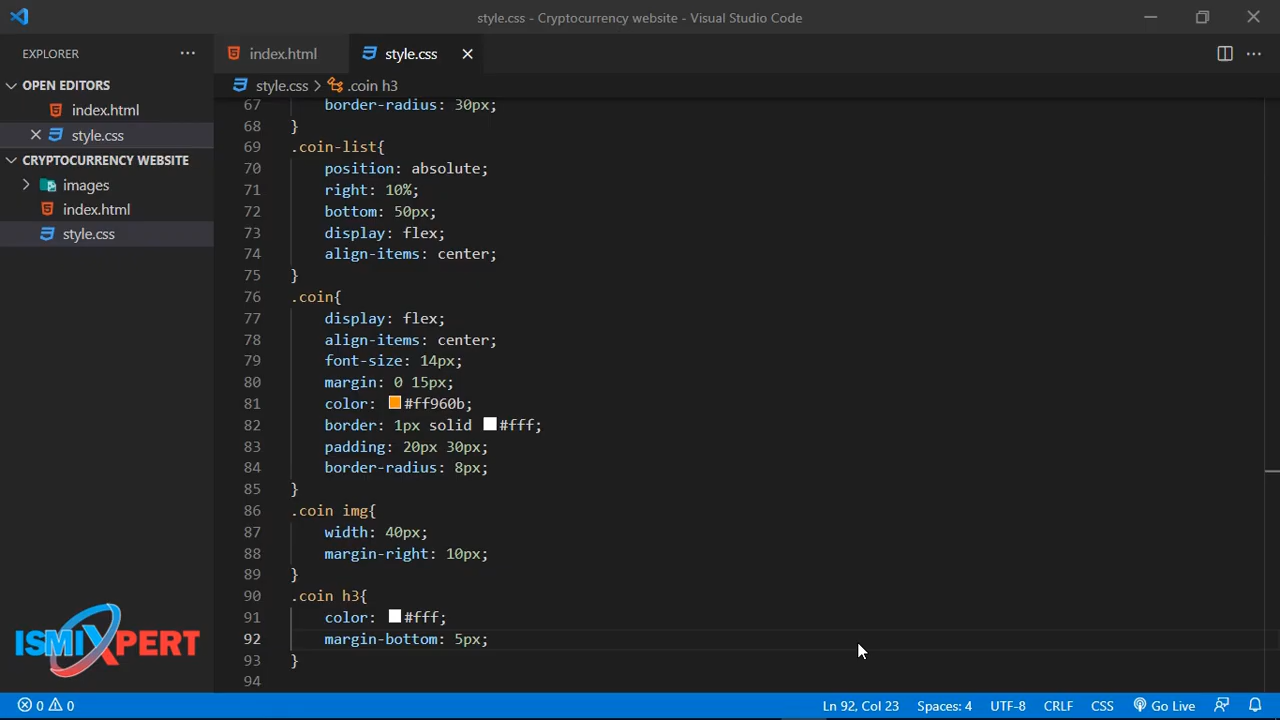 style.css - Cryptocurrency website - Visual Studio Code
EXPLORER
OPEN EDITORS
index.html
style.css
CRYPTOCURRENCY WEBSITE
images
index.html
style.css
ISMIXPERT
index.html
style.css
style.css > .coin h3
67 border-radius: 30px;
68 }
69 .coin-list{
70 position: absolute;
71 right: 10%;
72 bottom: 50px;
73 display: flex;
74 align-items: center;
75 }
76 .coin{
77 display: flex;
78 align-items: center;
79 font-size: 14px;
80 margin: 0 15px;
81 color: #ff960b;
82 border: 1px solid #fff;
83 padding: 20px 30px;
84 border-radius: 8px;
85 }
86 .coin img{
87 width: 40px;
88 margin-right: 10px;
89 }
90 .coin h3{
91 color: #fff;
92 margin-bottom: 5px;
93 }
94
0 0
Ln 92, Col 23 Spaces: 4 UTF-8 CRLF CSS Go Live